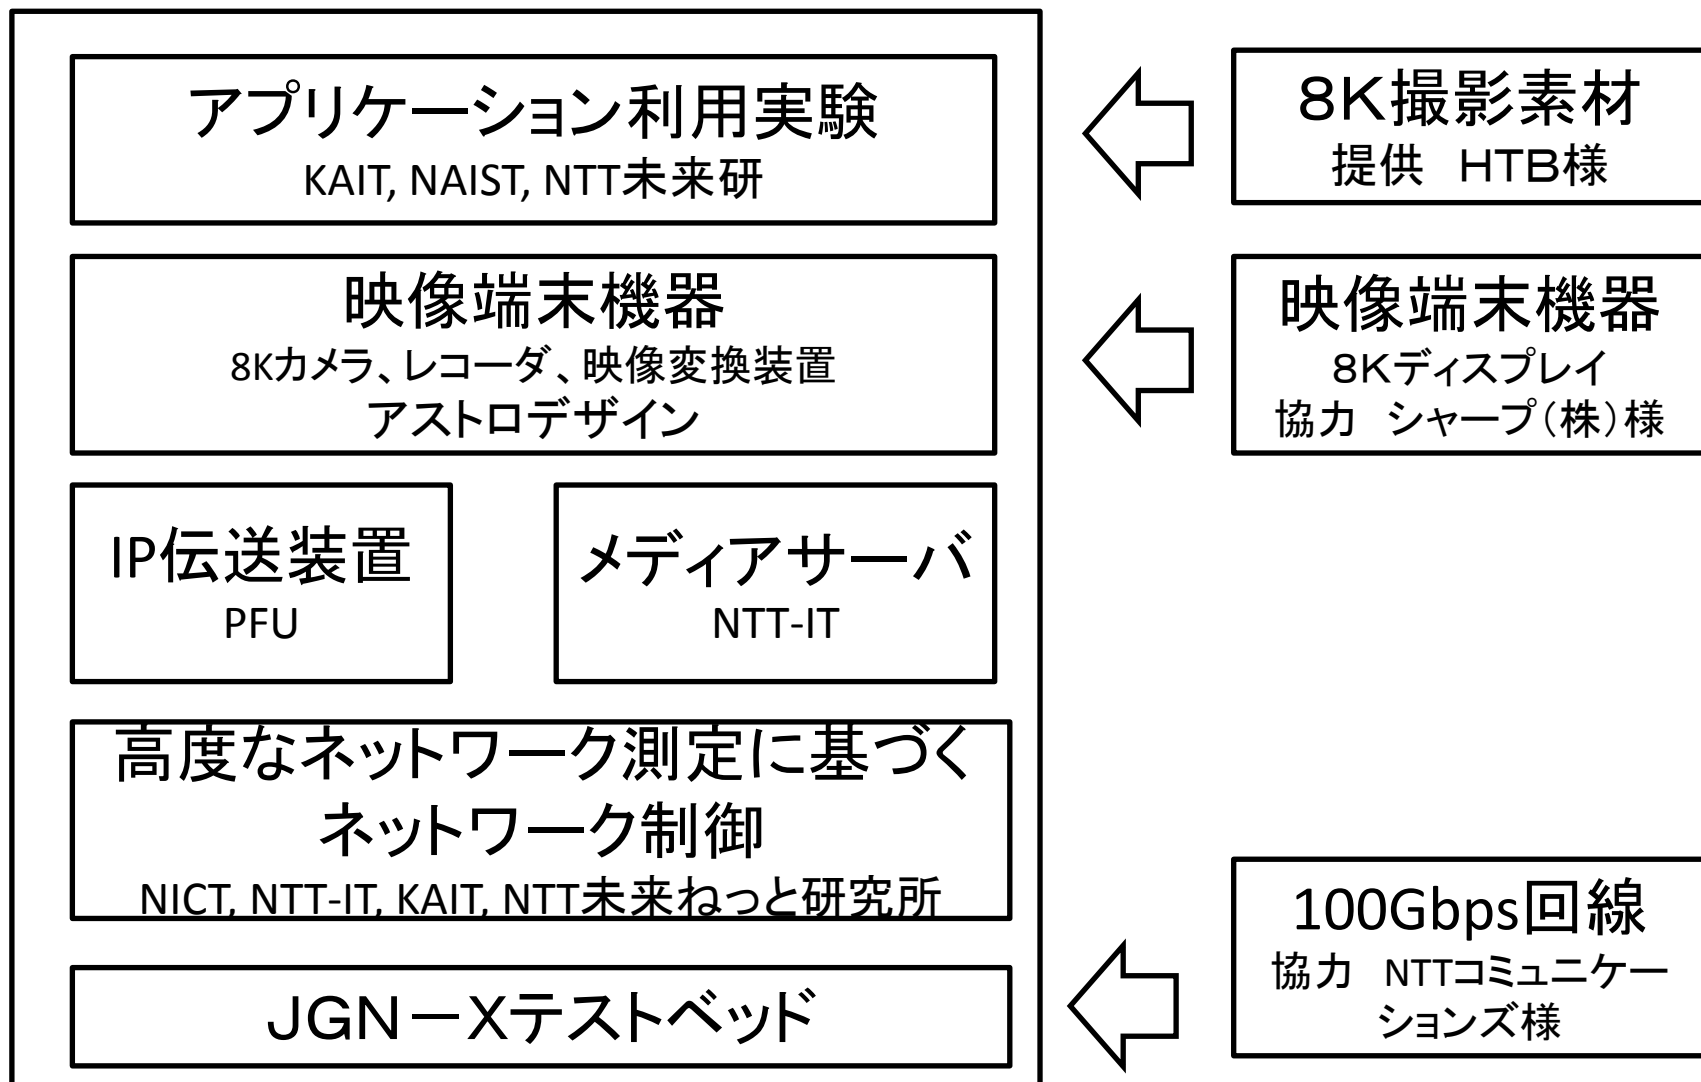 アプリケーション利用実験
KAIT, NAIST, NTT未来研
8K撮影素材
提供　HTB様
映像端末機器
8Kカメラ、レコーダ、映像変換装置
アストロデザイン
映像端末機器
8Kディスプレイ
協力　シャープ（株）様
IP伝送装置
PFU
メディアサーバ
NTT-IT
高度なネットワーク測定に基づく
ネットワーク制御
NICT, NTT-IT, KAIT, NTT未来ねっと研究所
100Gbps回線
協力　NTTコミュニケー
ションズ様
JGN－Xテストベッド